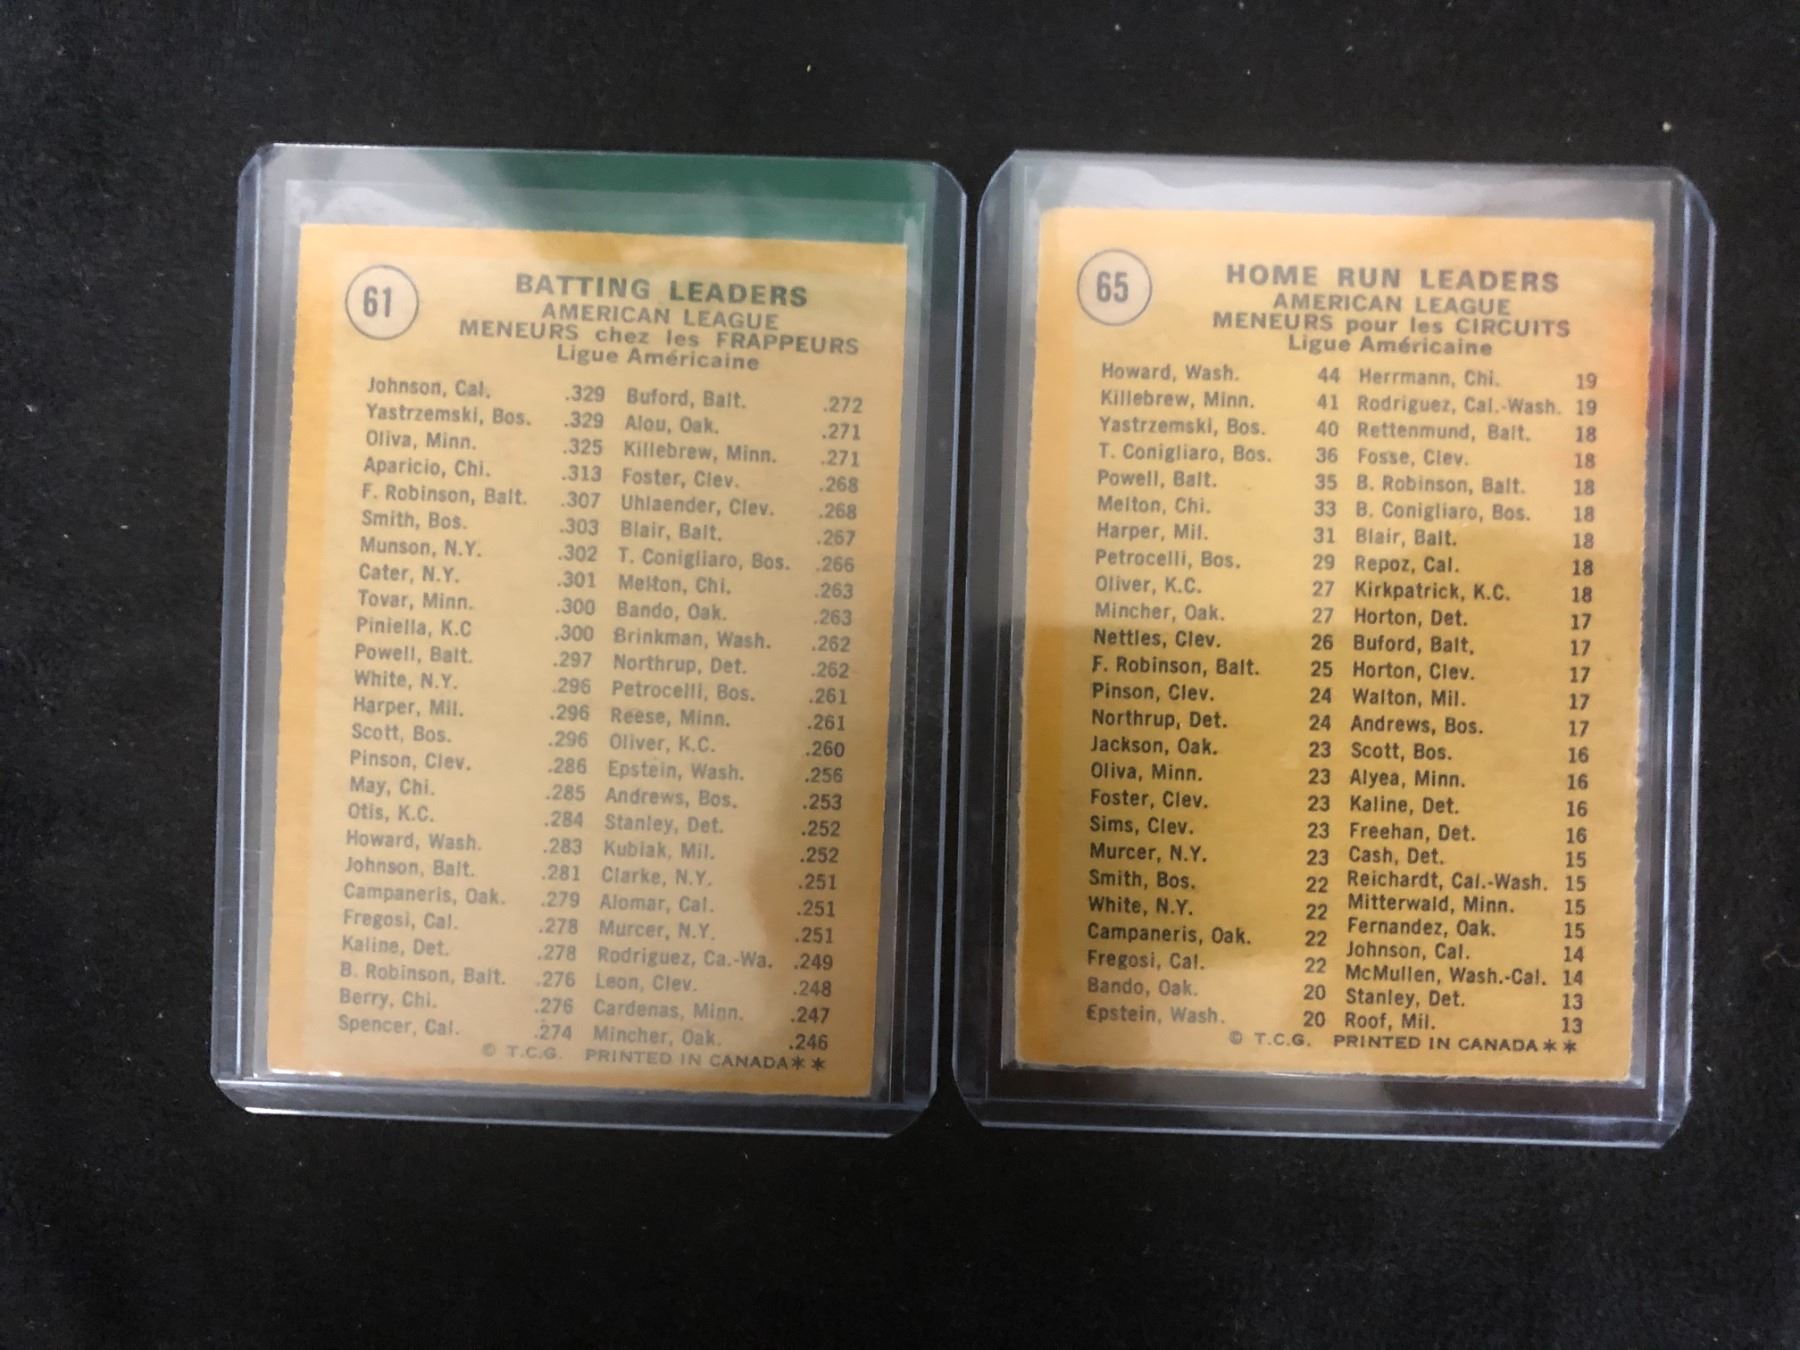 61
BATTING LEADERS
AMERICAN LEAGUE
MENEURS chez les FRAPPEURS
Ligue Américaine
Johnson, Cal. .329 Buford, Balt. .272
Yastrzemski, Bos. .329 Alou, Oak. .271
Oliva, Minn. .325 Killebrew, Minn. .271
Aparicio, Chi. .313 Foster, Clev. .268
F. Robinson, Balt. .307 Uhlaender, Clev. .268
Smith, Bos. .303 Blair, Balt. .267
Munson, N.Y. .302 T. Conigliaro, Bos. .266
Cater, N.Y. .301 Melton, Chi. .263
Tovar, Minn. .300 Bando, Oak. .263
Piniella, K.C .300 Brinkman, Wash. .262
Powell, Balt. .297 Northrup, Det. .262
White, N.Y. .296 Petrocelli, Bos. .261
Harper, Mil. .296 Reese, Minn. .261
Scott, Bos. .296 Oliver, K.C. .260
Pinson, Clev. .286 Epstein, Wash. .256
May, Chi. .285 Andrews, Bos. .253
Otis, K.C. .284 Stanley, Det. .252
Howard, Wash. .283 Kubiak, Mil. .252
Johnson, Balt. .281 Clarke, N.Y. .251
Campaneris, Oak. .279 Alomar, Cal. .251
Fregosi, Cal. .278 Murcer, N.Y. .251
Kaline, Det. .278 Rodriguez, Ca.-Wa. .249
B. Robinson, Balt. .276 Leon, Clev. .248
Berry, Chi. .276 Cardenas, Minn. .247
Spencer, Cal. .274 Mincher, Oak. .246
© T.C.G. PRINTED IN CANADA**
65
HOME RUN LEADERS
AMERICAN LEAGUE
MENEURS pour les CIRCUITS
Ligue Américaine
Howard, Wash. 44 Herrmann, Chi. 19
Killebrew, Minn. 41 Rodriguez, Cal.-Wash. 19
Yastrzemski, Bos. 40 Rettenmund, Balt. 18
T. Conigliaro, Bos. 36 Fosse, Clev. 18
Powell, Balt. 35 B. Robinson, Balt. 18
Melton, Chi. 33 B. Conigliaro, Bos. 18
Harper, Mil. 31 Blair, Balt. 18
Petrocelli, Bos. 29 Repoz, Cal. 18
Oliver, K.C. 27 Kirkpatrick, K.C. 18
Mincher, Oak. 27 Horton, Det. 17
Nettles, Clev. 26 Buford, Balt. 17
F. Robinson, Balt. 25 Horton, Clev. 17
Pinson, Clev. 24 Walton, Mil. 17
Northrup, Det. 24 Andrews, Bos. 17
Jackson, Oak. 23 Scott, Bos. 16
Oliva, Minn. 23 Alyea, Minn. 16
Foster, Clev. 23 Kaline, Det. 16
Sims, Clev. 23 Freehan, Det. 16
Murcer, N.Y. 23 Cash, Det. 15
Smith, Bos. 22 Reichardt, Cal.-Wash. 15
White, N.Y. 22 Mitterwald, Minn. 15
Campaneris, Oak. 22 Fernandez, Oak. 15
Fregosi, Cal. 22 Johnson, Cal. 14
Bando, Oak. 20 McMullen, Wash.-Cal. 14
Epstein, Wash. 20 Stanley, Det. 13
Roof, Mil. 13
© T.C.G. PRINTED IN CANADA**